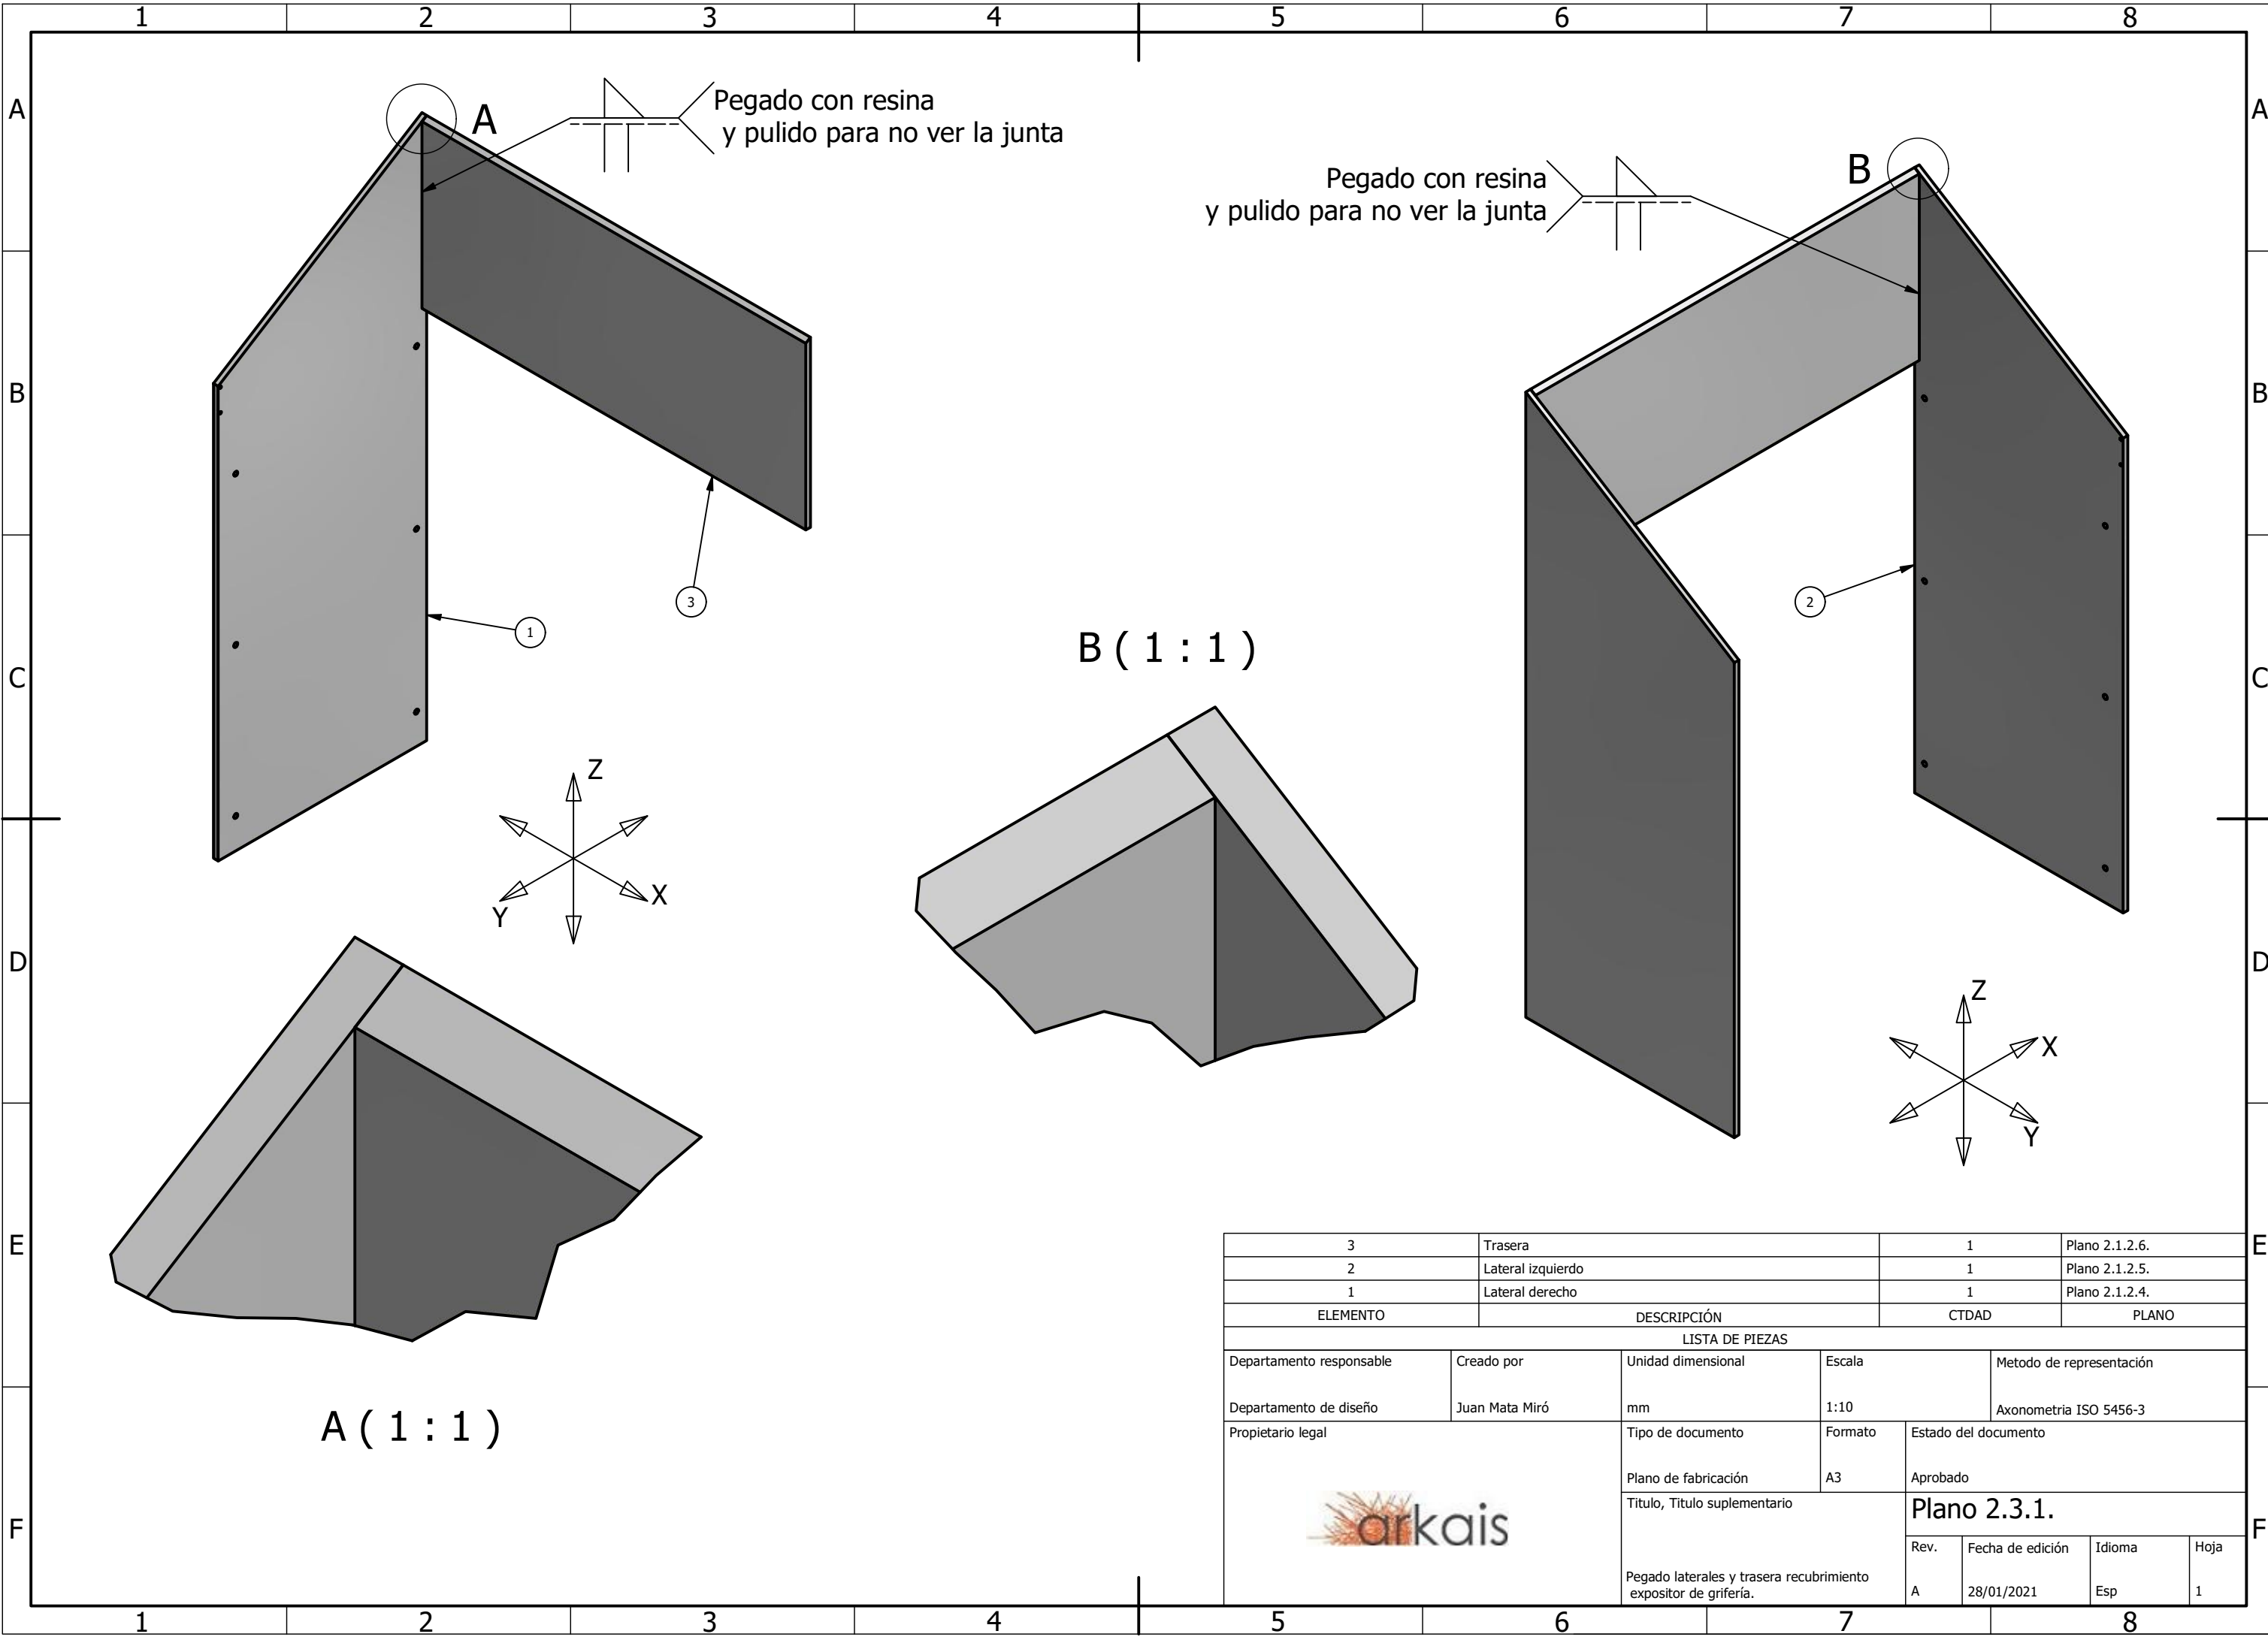 1 2 3 4 5 6 7 8
A A
B B
C C
D D
E E
F F
A
Pegado con resina
y pulido para no ver la junta
Pegado con resina
y pulido para no ver la junta
B
3
1
2
B ( 1 : 1 )
Z
X
Y
Z
X
Y
A ( 1 : 1 )
3 Trasera 1 Plano 2.1.2.6.
2 Lateral izquierdo 1 Plano 2.1.2.5.
1 Lateral derecho 1 Plano 2.1.2.4.
ELEMENTO DESCRIPCIÓN CTDAD PLANO
LISTA DE PIEZAS
Departamento responsable Creado por Unidad dimensional Escala Metodo de representación
Departamento de diseño Juan Mata Miró mm 1:10 Axonometria ISO 5456-3
Propietario legal Tipo de documento Formato Estado del documento
Plano de fabricación A3 Aprobado
arkais
Titulo, Titulo suplementario Plano 2.3.1.
Rev. Fecha de edición Idioma Hoja
Pegado laterales y trasera recubrimiento
expositor de grifería.
A 28/01/2021 Esp 1
1 2 3 4 5 6 7 8